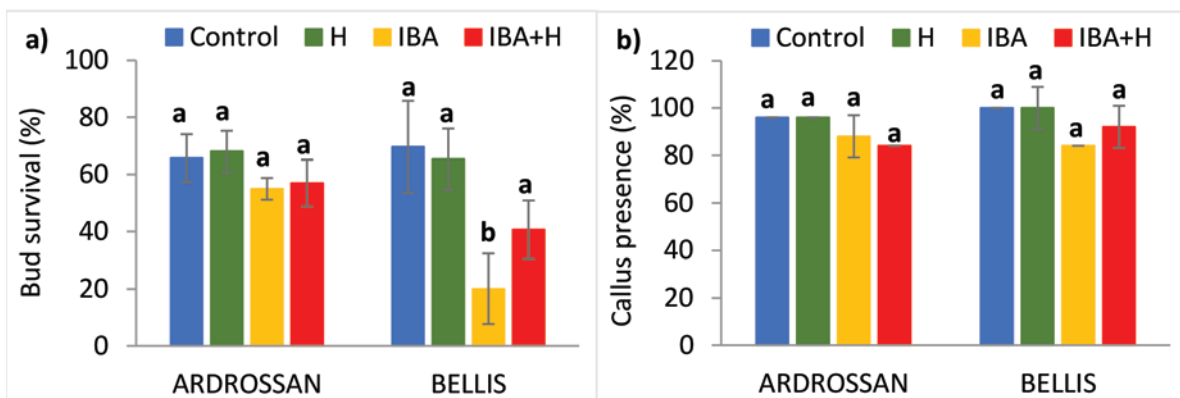 a) Control H IBA IBA+H
Bud survival (%)
100
80
60
40
20
0
a a a a a a b a
ARDROSSAN BELLIS
b) Control H IBA IBA+H
Callus presence (%)
120
100
80
60
40
20
0
a a a a a a a a
ARDROSSAN BELLIS